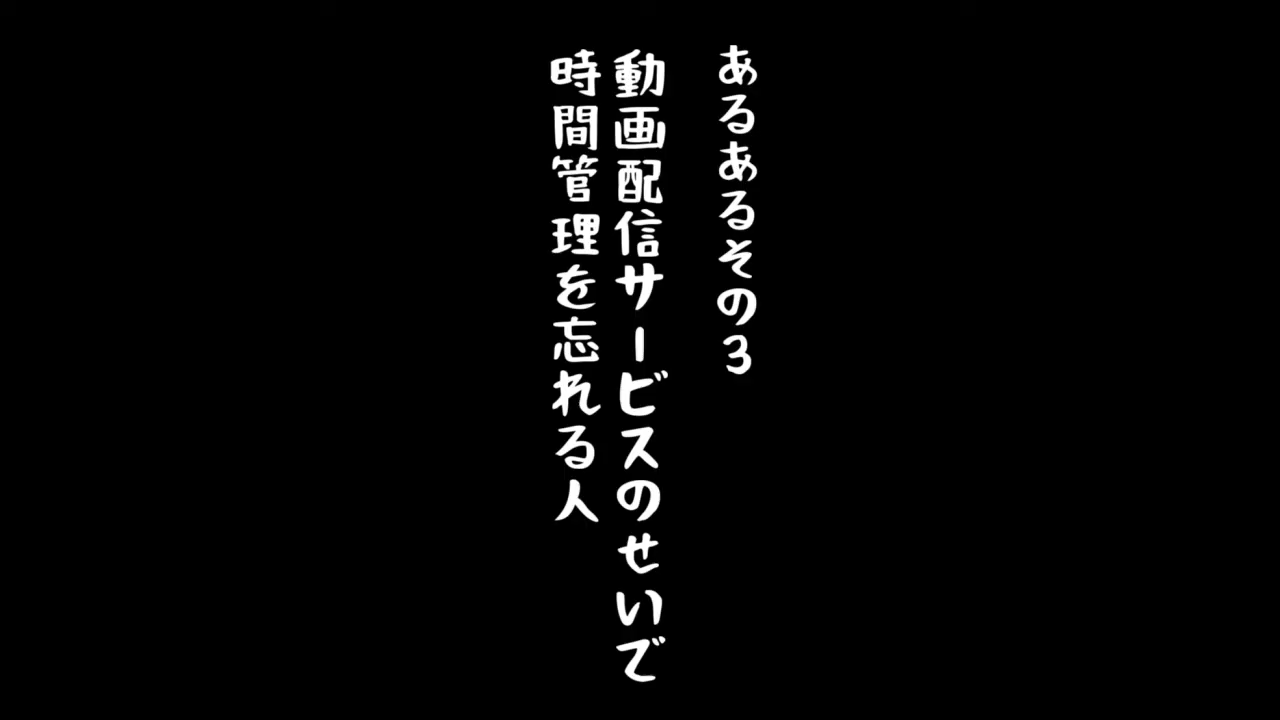 あるあるその3
動画配信サービスのせいで
時間管理を忘れる人